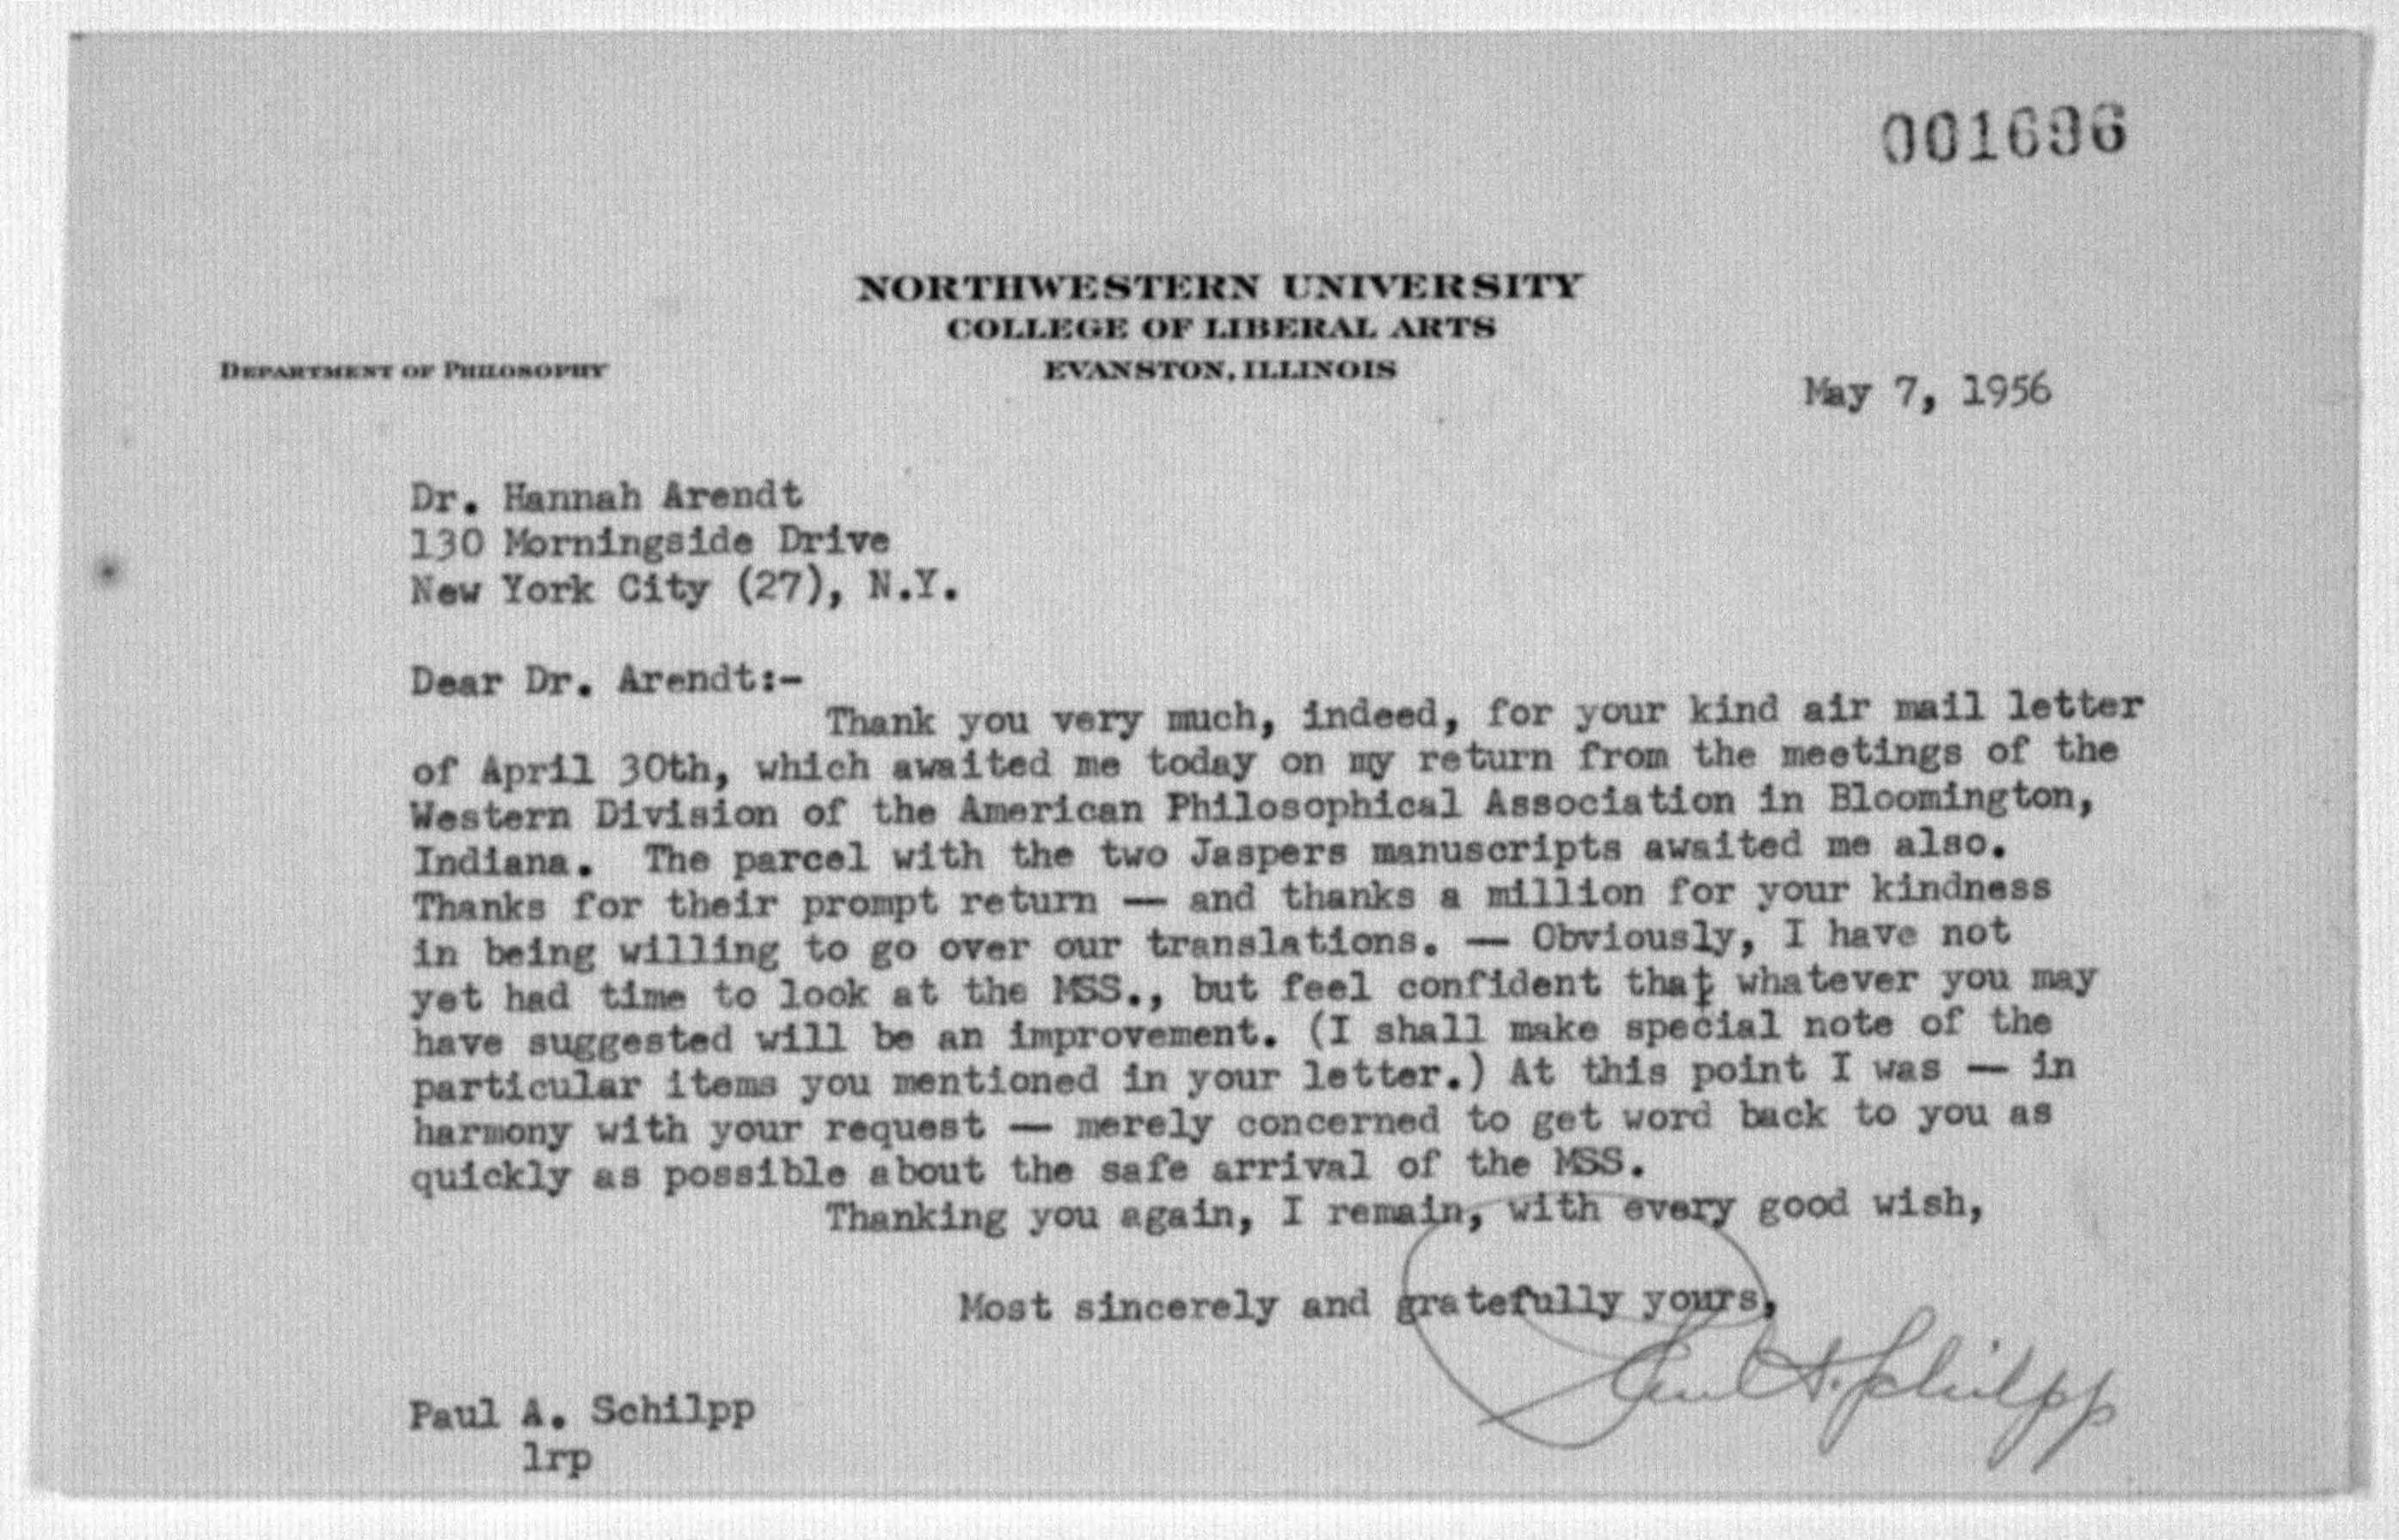 001696
NORTHWESTERN UNIVERSITY
COLLEGE OF LIBERAL ARTS
DEPARTMENT OF PHILOSOPHY
EVANSTON, ILLINOIS
May 7, 1956
Dr. Hannah Arendt
130 Morningside Drive
New York City (27), N.Y.
Dear Dr. Arendt:-
Thank you very much, indeed, for your kind air mail letter
of April 30th, which awaited me today on my return from the meetings of the
Western Division of the American Philosophical Association in Bloomington,
Indiana. The parcel with the two Jaspers manuscripts awaited me also.
Thanks for their prompt return — and thanks a million for your kindness
in being willing to go over our translations. — Obviously, I have not
yet had time to look at the MSS., but feel confident that whatever you may
have suggested will be an improvement. (I shall make special note of the
particular items you mentioned in your letter.) At this point I was — in
harmony with your request — merely concerned to get word back to you as
quickly as possible about the safe arrival of the MSS.
Thanking you again, I remain, with every good wish,
Most sincerely and gratefully yours,
Paul A. Schilpp
Paul A. Schilpp
lrp